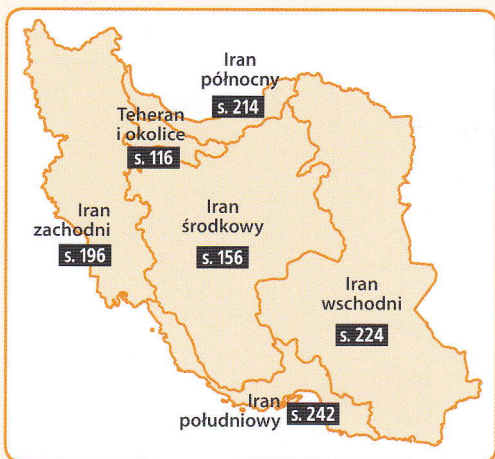 Iran
północny
s. 214
Teheran
i okolice
s. 116
Iran
zachodni
s. 196
Iran
środkowy
s. 156
Iran
wschodni
s. 224
Iran
południowy
s. 242